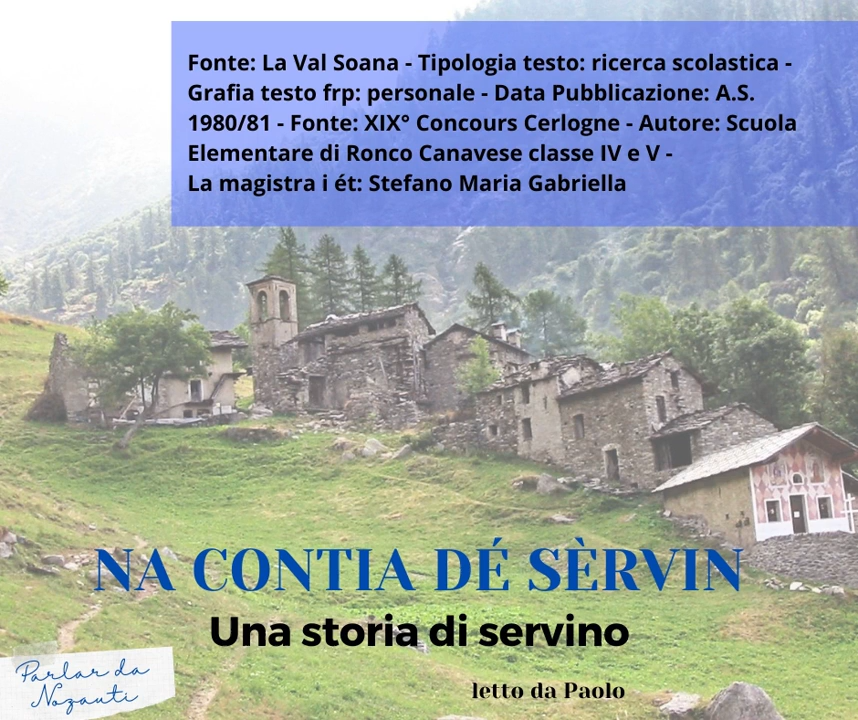 Fonte: La Val Soana - Tipologia testo: ricerca scolastica -
Grafia testo frp: personale - Data Pubblicazione: A.S.
1980/81 - Fonte: XIX° Concours Cerlogne - Autore: Scuola
Elementare di Ronco Canavese classe IV e V -
La magistra i ét: Stefano Maria Gabriella
NA CONTIA DÉ SÈRVIN
Una storia di servino
letto da Paolo
Parlar da
Nozauti